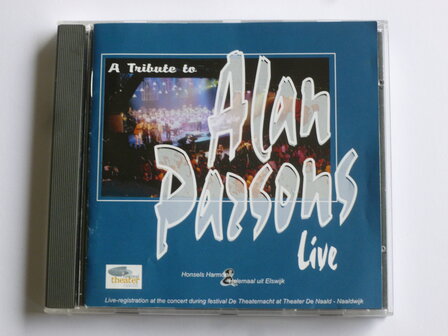 A Tribute to
Alan
Parsons
Live
Honsels Harmonie
& Helemaal uit Elswijk
theater
Live-registration at the concert during festival De Theaternacht at Theater De Naald - Naaldwijk